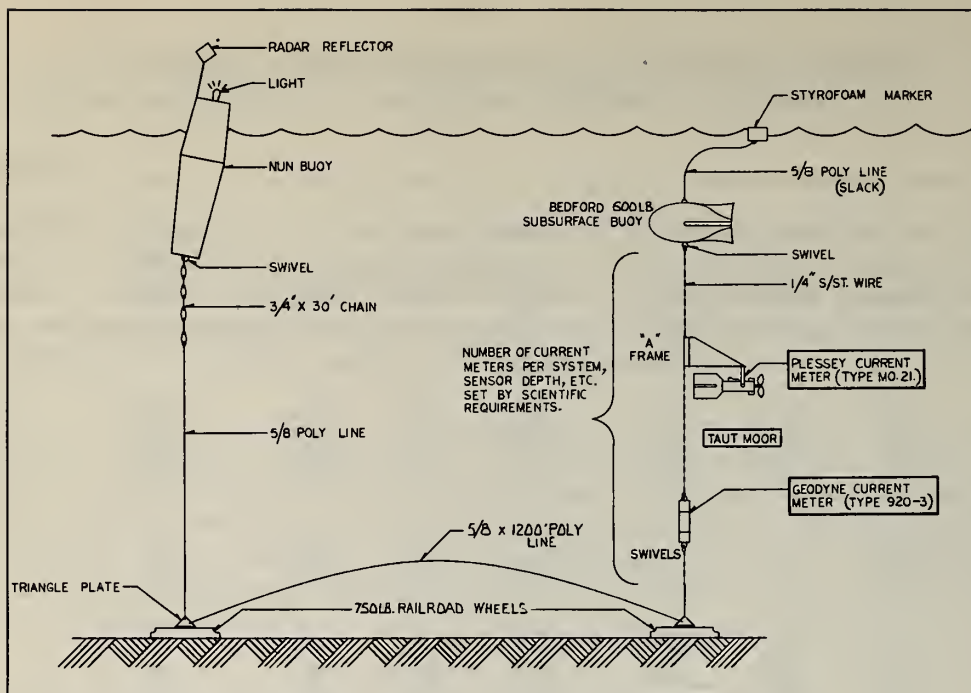 RADAR REFLECTOR
LIGHT
NUN BUOY
SWIVEL
3/4" X 30' CHAIN
5/8 POLY LINE
TRIANGLE PLATE
5/8 X 1200' POLY
LINE
750LB. RAILROAD WHEELS
STYROFOAM MARKER
5/8 POLY LINE
(SLACK)
BEDFORD 600LB
SUBSURFACE BUOY
SWIVEL
1/4" S/ST. WIRE
NUMBER OF CURRENT
METERS PER SYSTEM,
SENSOR DEPTH, ETC.
SET BY SCIENTIFIC
REQUIREMENTS.
"A"
FRAME
PLESSEY CURRENT
METER (TYPE MO.21.)
TAUT MOOR
GEODYNE CURRENT
METER (TYPE 920-3)
SWIVELS